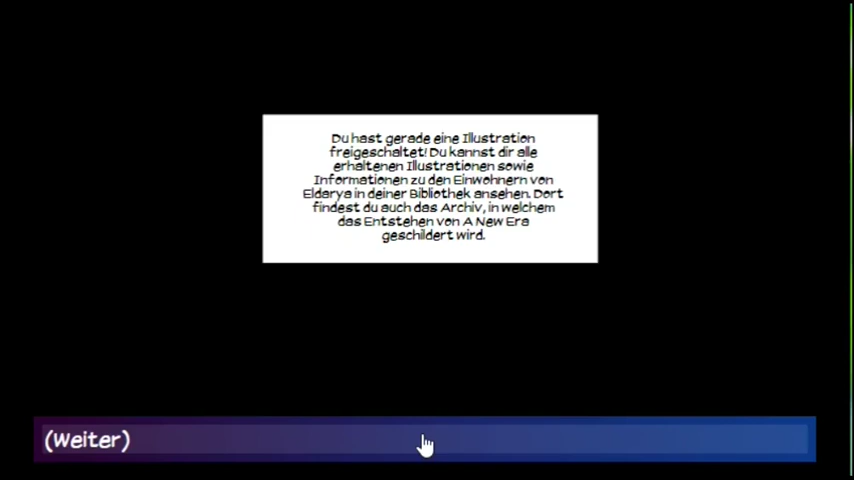 Du hast gerade eine Illustration
freigeschaltet! Du kannst dir alle
erhaltenen Illustrationen sowie
Informationen zu den Einwohnern von
Eldarya in deiner Bibliothek ansehen. Dort
findest du auch das Archiv, in welchem
das Entstehen von A New Era
geschildert wird.
(Weiter)